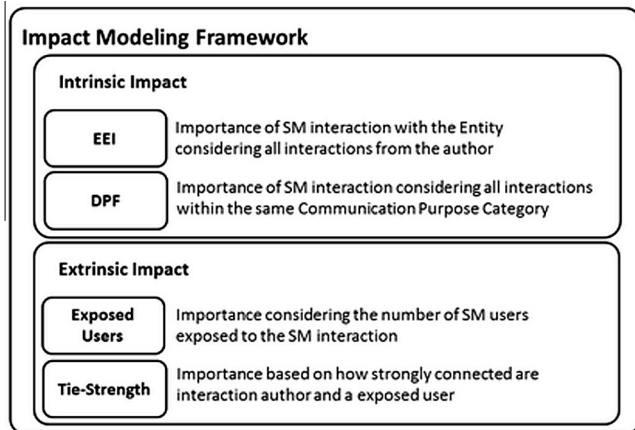 Impact Modeling Framework
Intrinsic Impact
EEI
Importance of SM interaction with the Entity
considering all interactions from the author
DPF
Importance of SM interaction considering all interactions
within the same Communication Purpose Category
Extrinsic Impact
Exposed
Users
Importance considering the number of SM users
exposed to the SM interaction
Tie-Strength
Importance based on how strongly connected are
interaction author and a exposed user